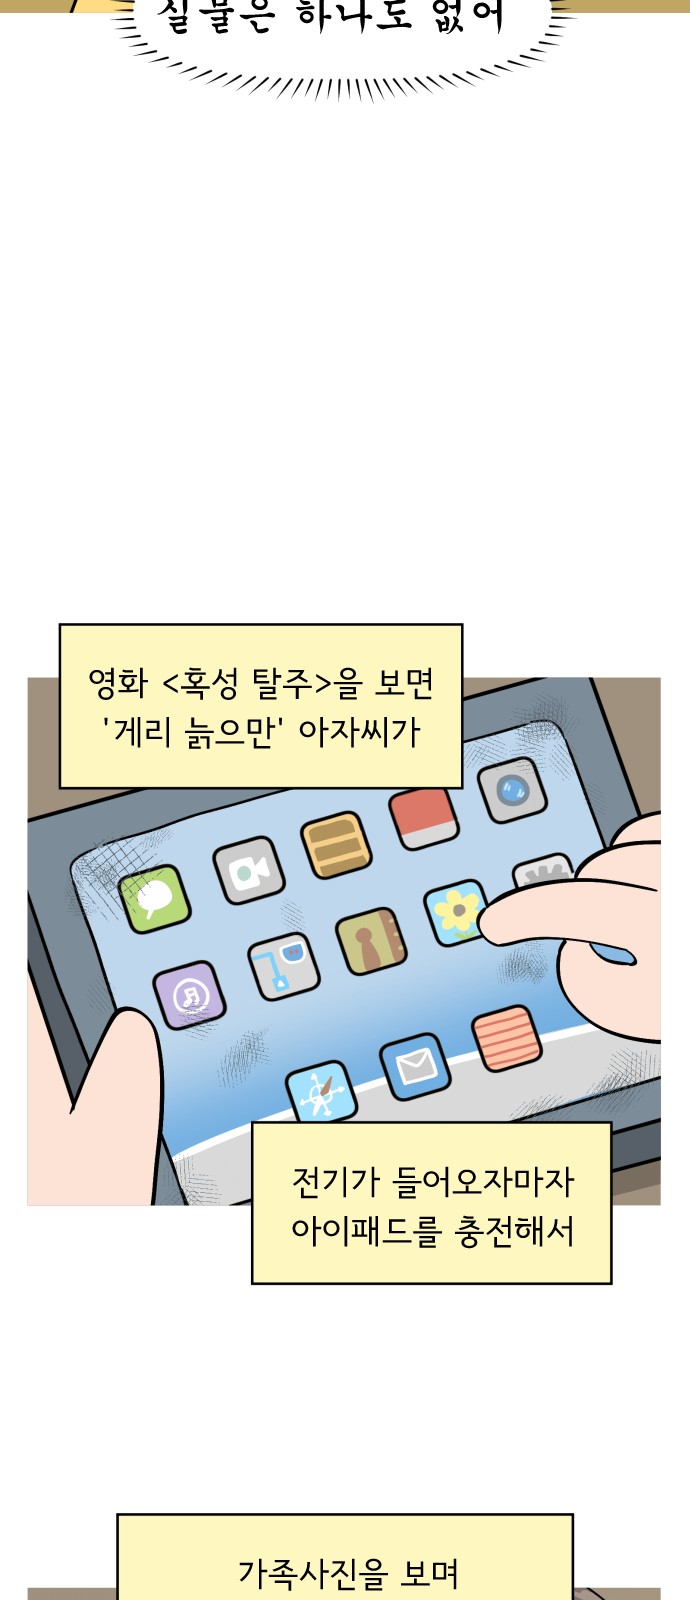 실물은 하나도 없어
영화 <혹성 탈주>을 보면
'게리 늙으만' 아자씨가
전기가 들어오자마자
아이패드를 충전해서
가족사진을 보며